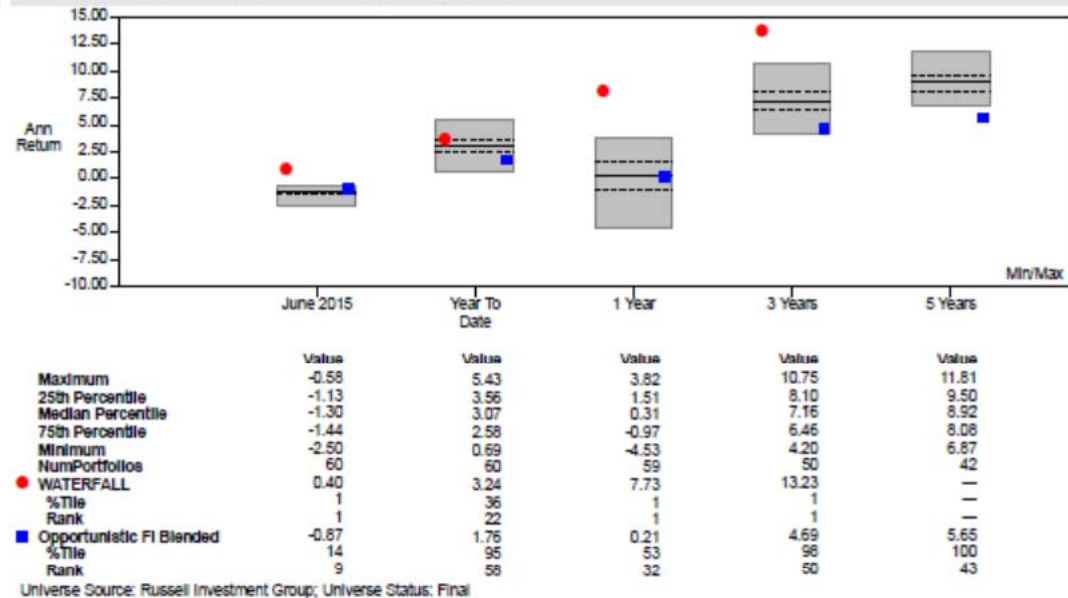 15.00
12.50
10.00
7.50
5.00
2.50
0.00
-2.50
-5.00
-7.50
-10.00
Ann
Return
Min/Max
June 2015 Year To Date 1 Year 3 Years 5 Years
Value Value Value Value Value
Maximum -0.58 5.43 3.82 10.75 11.81
25th Percentile -1.13 3.56 1.51 8.10 9.50
Median Percentile -1.30 3.07 0.31 7.16 8.92
75th Percentile -1.44 2.58 -0.97 6.46 8.08
Minimum -2.50 0.69 -4.53 4.20 6.87
NumPortfolios 60 60 59 50 42
WATERFALL 0.40 3.24 7.73 13.23 —
%Tile 1 36 1 1 —
Rank 1 22 1 1 —
Opportunistic FI Blended -0.87 1.76 0.21 4.69 5.65
%Tile 14 95 53 98 100
Rank 9 58 32 50 43
Universe Source: Russell Investment Group; Universe Status: Final